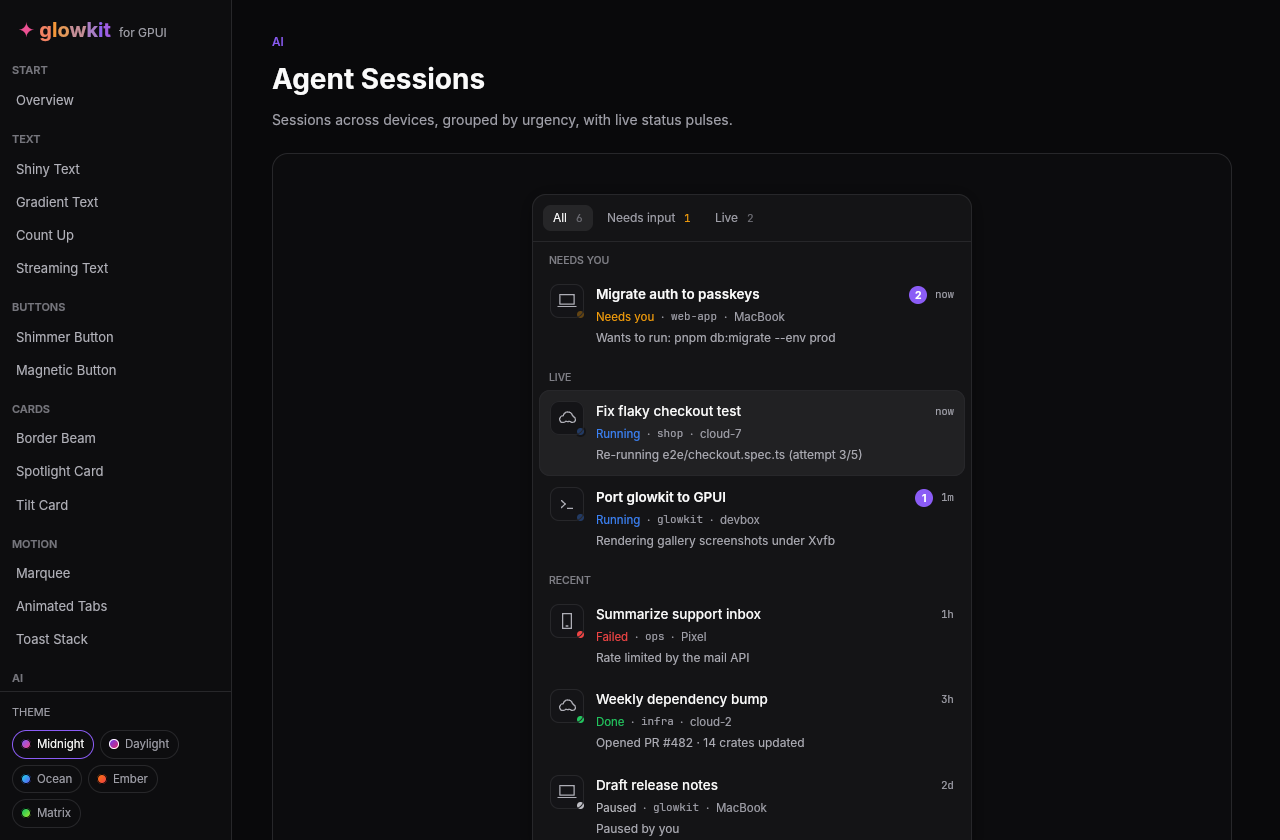 ✦ glowkit for GPUI
START
Overview
TEXT
Shiny Text
Gradient Text
Count Up
Streaming Text
BUTTONS
Shimmer Button
Magnetic Button
CARDS
Border Beam
Spotlight Card
Tilt Card
MOTION
Marquee
Animated Tabs
Toast Stack
AI
THEME
Midnight Daylight
Ocean Ember
Matrix
AI
Agent Sessions
Sessions across devices, grouped by urgency, with live status pulses.
All 6 Needs input 1 Live 2
NEEDS YOU
Migrate auth to passkeys 2 now
Needs you · web-app · MacBook
Wants to run: pnpm db:migrate --env prod
LIVE
Fix flaky checkout test now
Running · shop · cloud-7
Re-running e2e/checkout.spec.ts (attempt 3/5)
Port glowkit to GPUI 1 1m
Running · glowkit · devbox
Rendering gallery screenshots under Xvfb
RECENT
Summarize support inbox 1h
Failed · ops · Pixel
Rate limited by the mail API
Weekly dependency bump 3h
Done · infra · cloud-2
Opened PR #482 · 14 crates updated
Draft release notes 2d
Paused · glowkit · MacBook
Paused by you